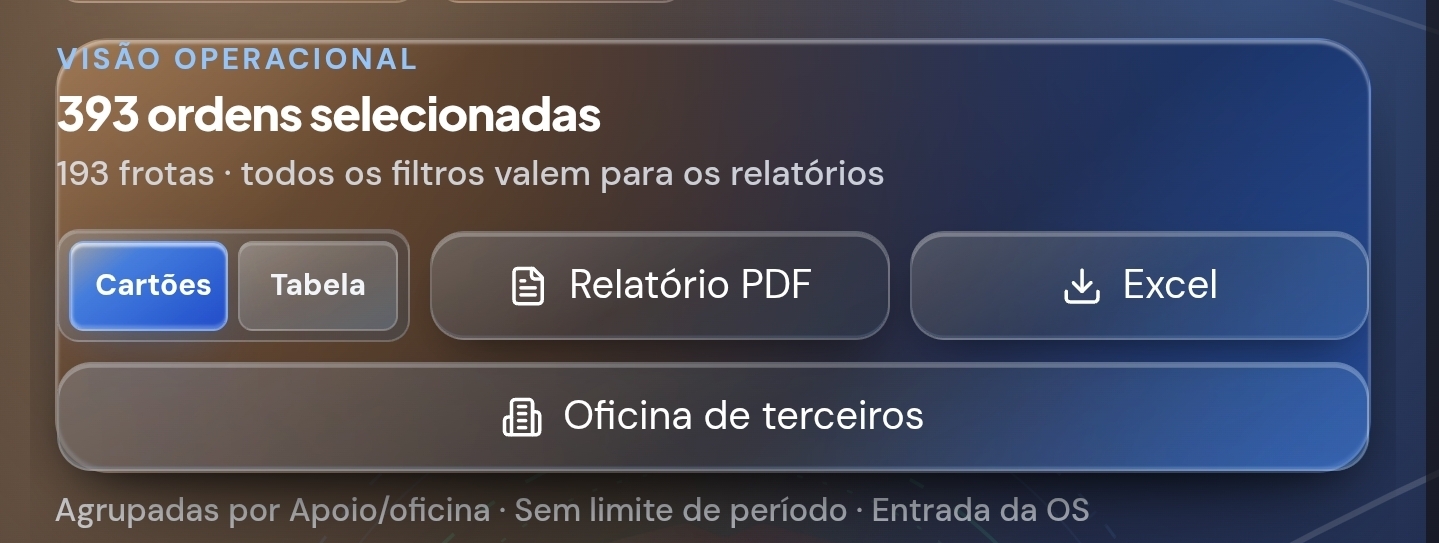 VISÃO OPERACIONAL
393 ordens selecionadas
193 frotas · todos os filtros valem para os relatórios
Cartões Tabela Relatório PDF Excel
Oficina de terceiros
Agrupadas por Apoio/oficina · Sem limite de período · Entrada da OS